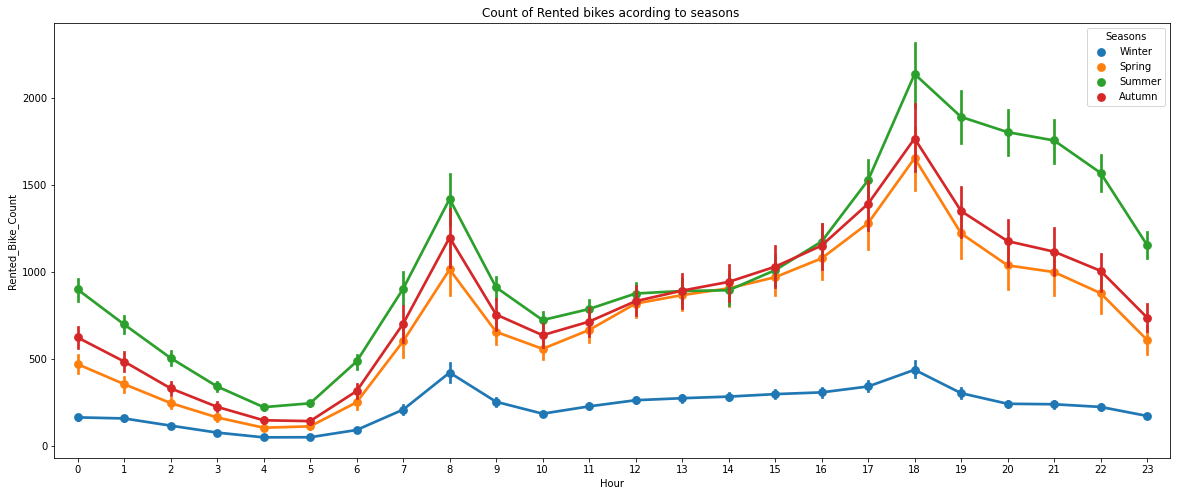 Count of Rented bikes acording to seasons
Seasons
Winter
Spring
Summer
Autumn
Rented_Bike_Count
2000
1500
1000
500
0
0 1 2 3 4 5 6 7 8 9 10 11 12 13 14 15 16 17 18 19 20 21 22 23
Hour